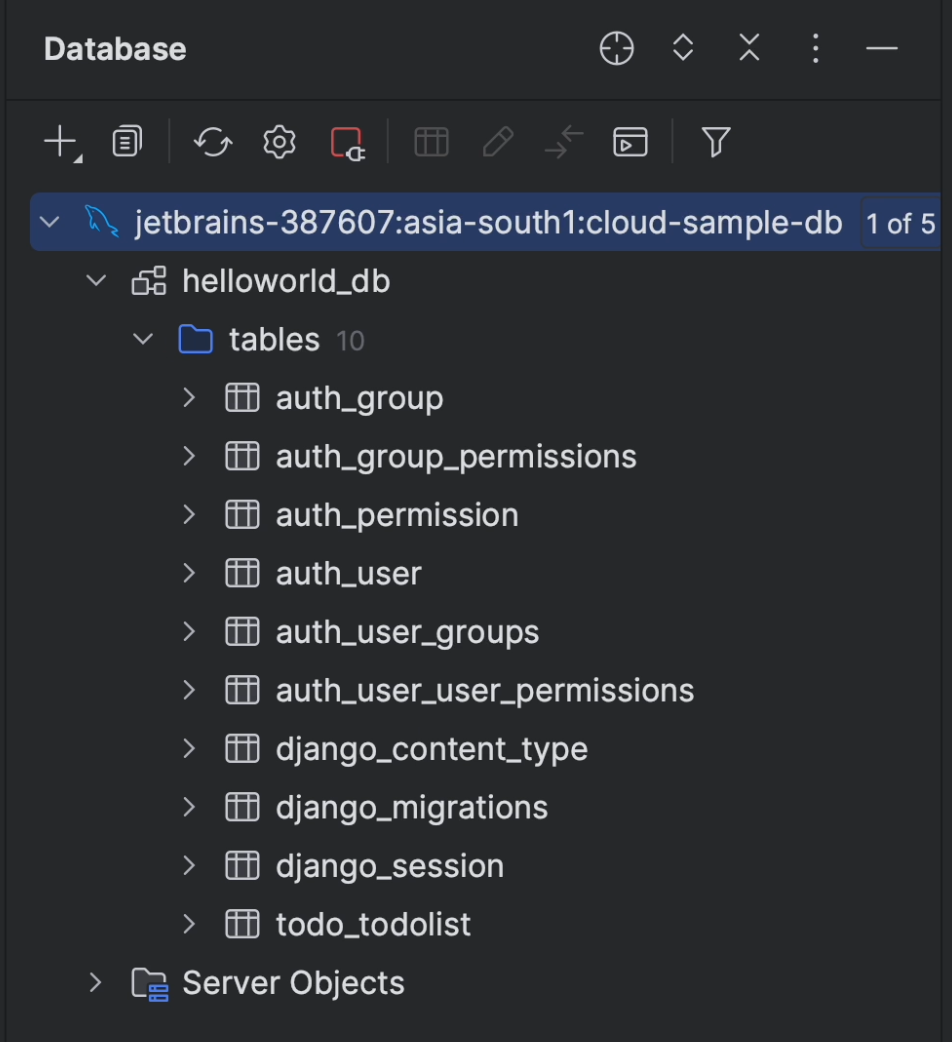 Database
jetbrains-387607:asia-south1:cloud-sample-db 1 of 5
helloworld_db
tables 10
auth_group
auth_group_permissions
auth_permission
auth_user
auth_user_groups
auth_user_user_permissions
django_content_type
django_migrations
django_session
todo_todolist
Server Objects